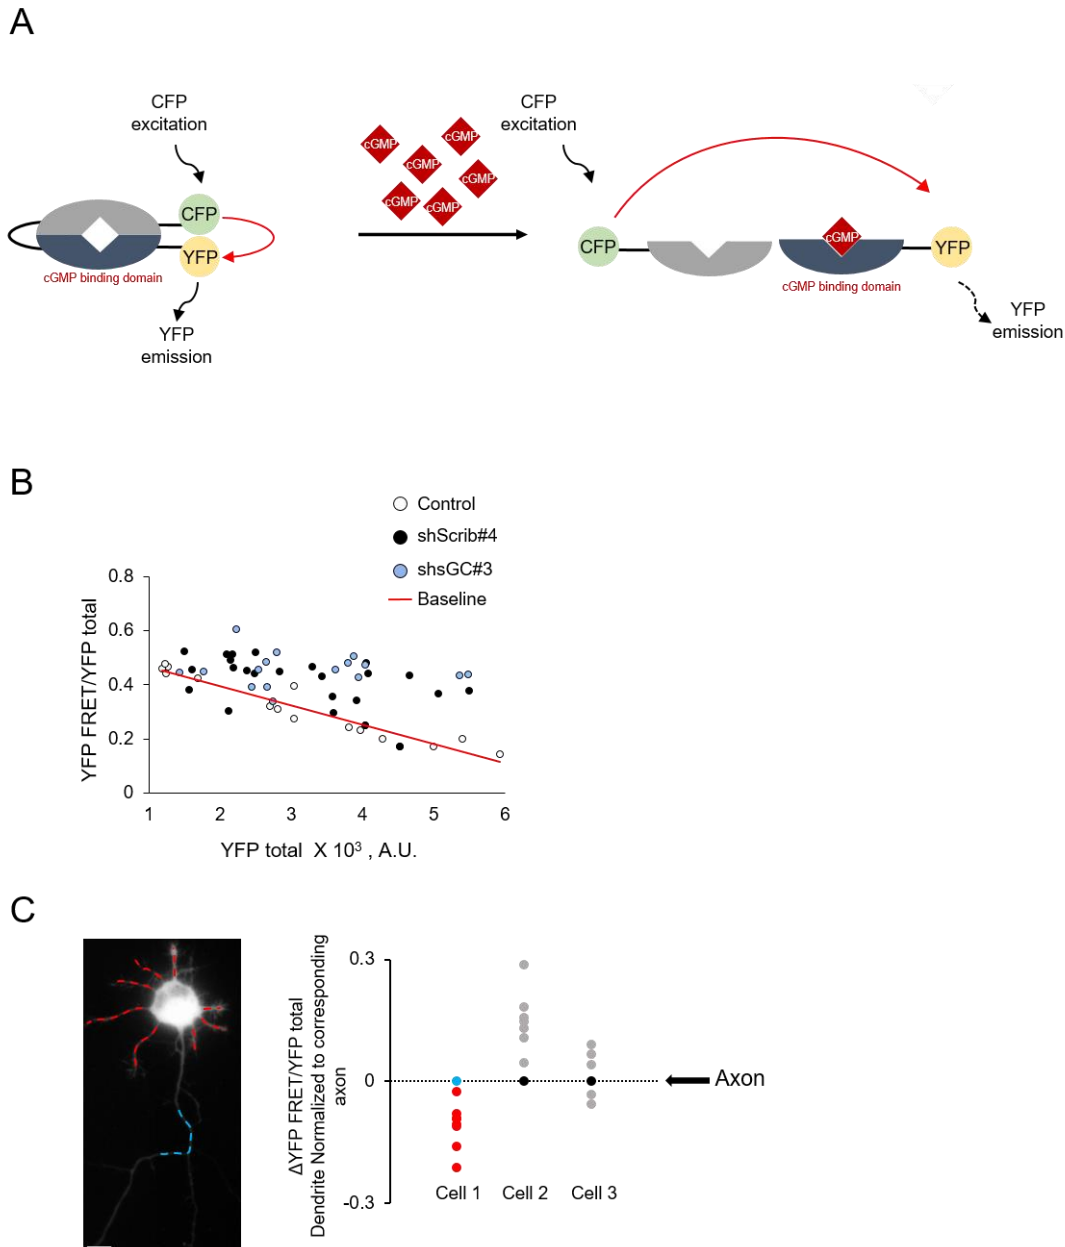 A
CFP
excitation
CFP
YFP
cGMP binding domain
YFP
emission
cGMP
cGMP
cGMP
cGMP
cGMP
cGMP
CFP
excitation
CFP
cGMP
YFP
cGMP binding domain
YFP
emission
B
Control
shScrib#4
shsGC#3
Baseline
YFP FRET/YFP total
0.8
0.6
0.4
0.2
0
1 2 3 4 5 6
YFP total X 10³ , A.U.
C
ΔYFP FRET/YFP total
Dendrite Normalized to corresponding
axon
0.3
0
-0.3
Axon
Cell 1 Cell 2 Cell 3